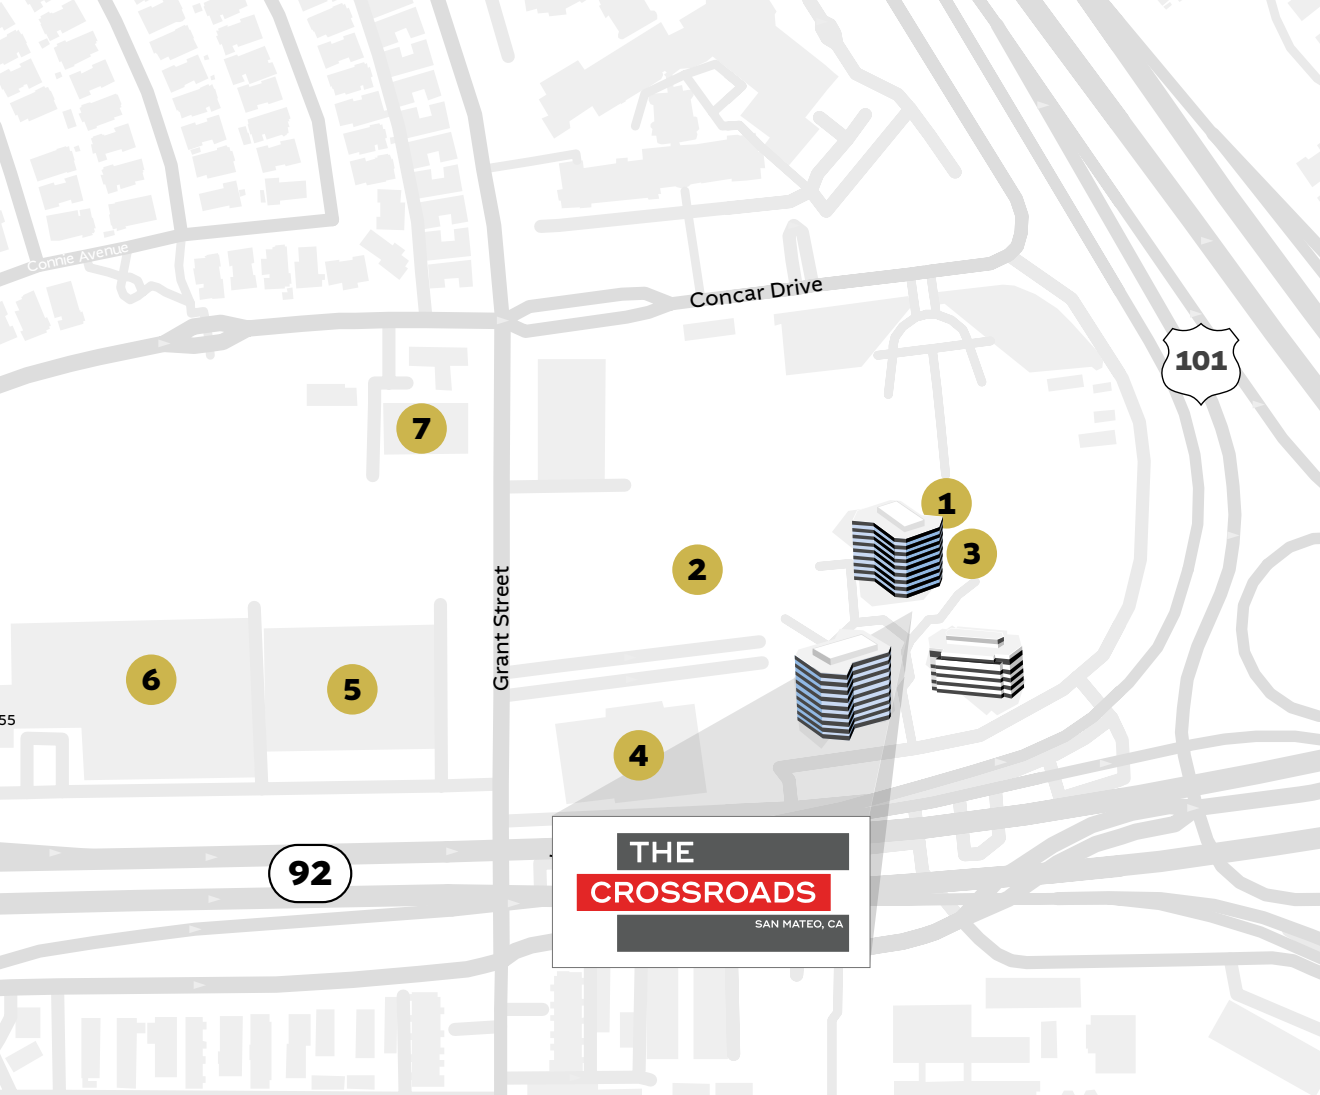 Connie Avenue
Concar Drive
101
7
1
3
2
Grant Street
6
5
55
4
92
THE
CROSSROADS
SAN MATEO, CA